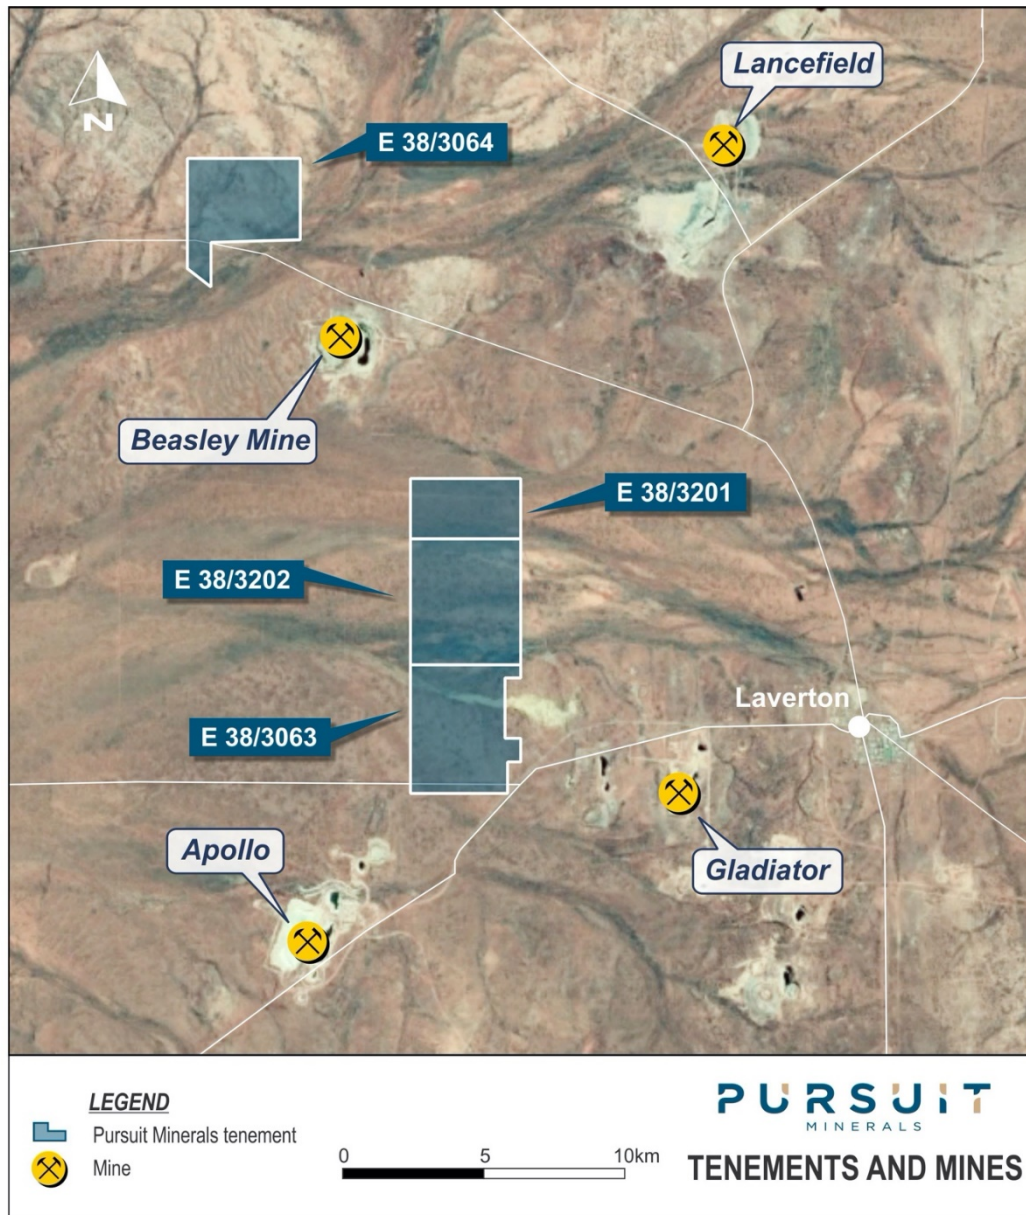 Lancefield
N
E 38/3064
Beasley Mine
E 38/3201
E 38/3202
Laverton
E 38/3063
Apollo
Gladiator
LEGEND
Pursuit Minerals tenement
Mine
0 5 10km
PURSUIT
MINERALS
TENEMENTS AND MINES